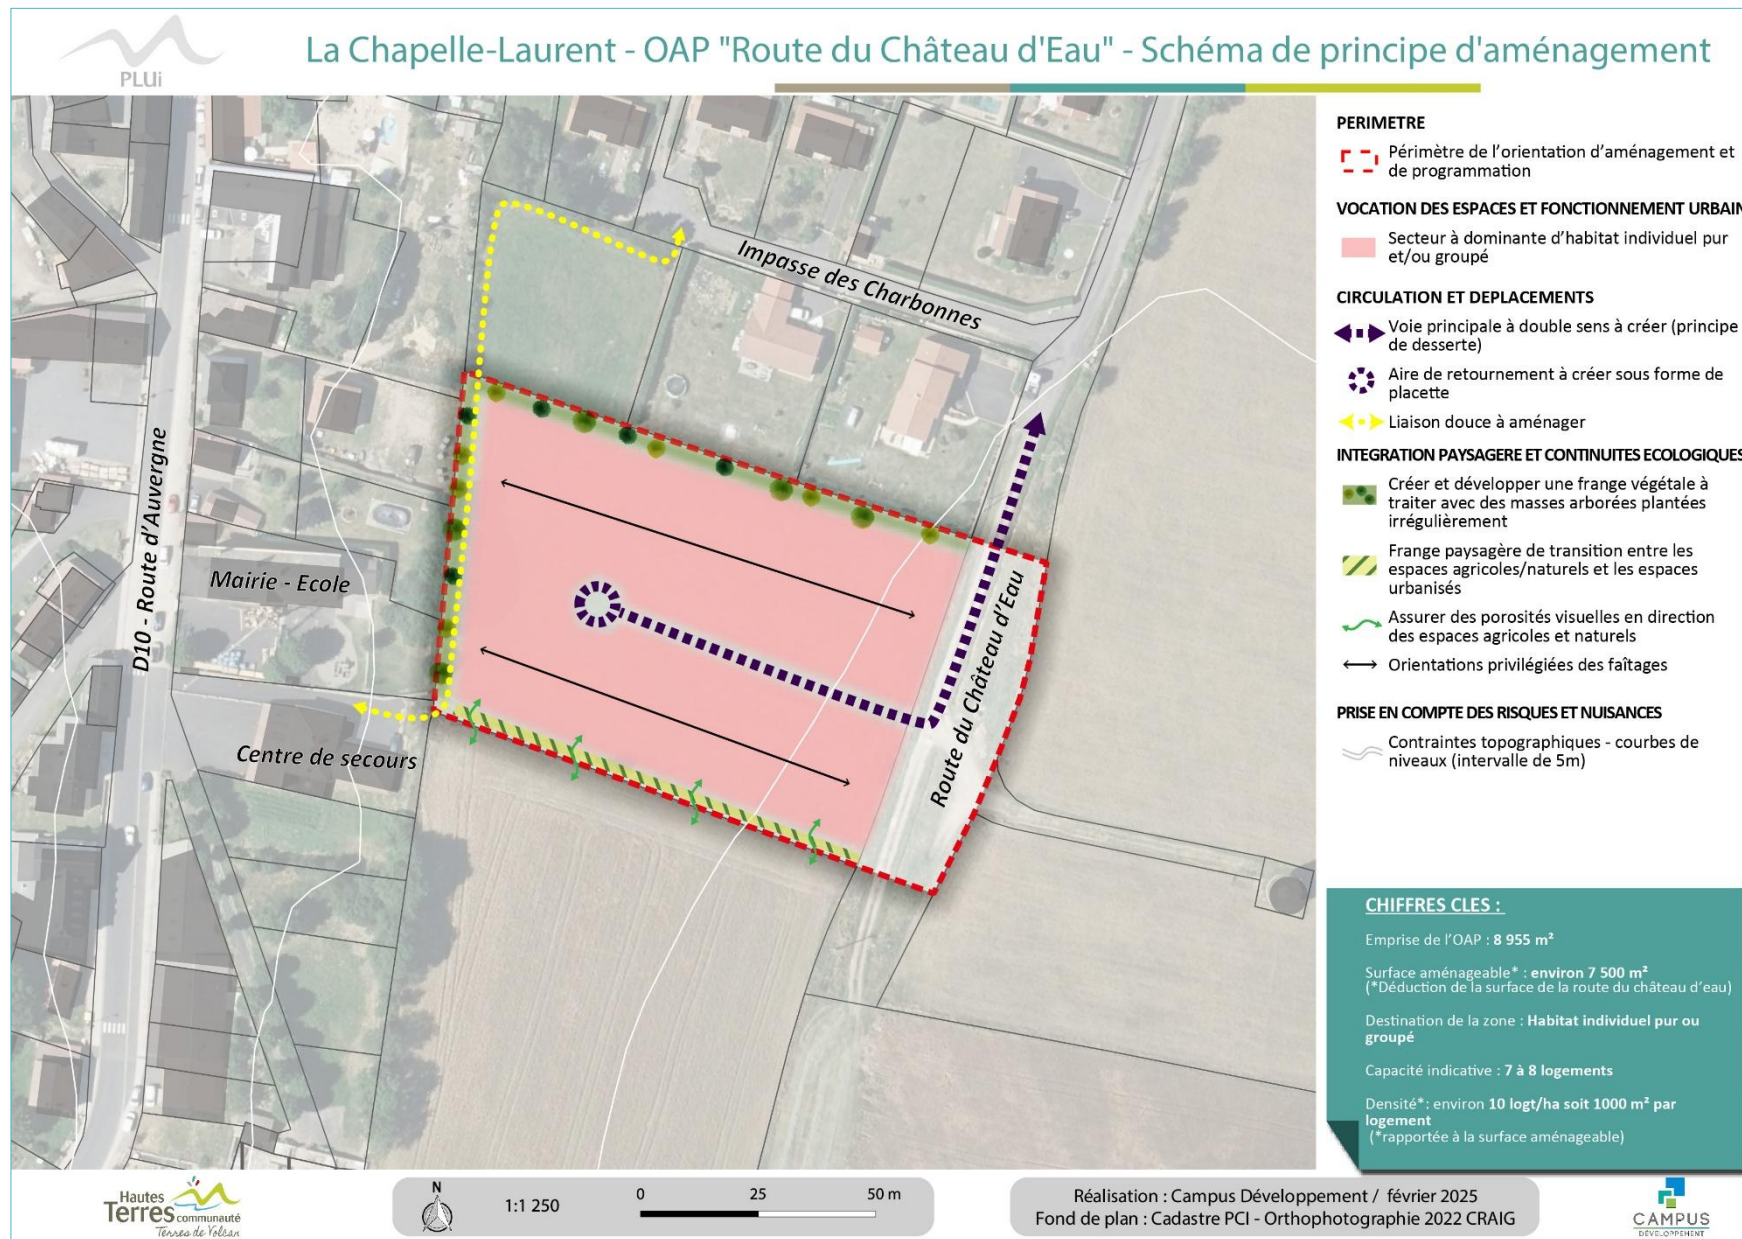 PLUi
La Chapelle-Laurent - OAP "Route du Château d'Eau" - Schéma de principe d'aménagement
PERIMETRE
Périmètre de l'orientation d'aménagement et
de programmation
VOCATION DES ESPACES ET FONCTIONNEMENT URBAIN
Secteur à dominante d'habitat individuel pur
et/ou groupé
CIRCULATION ET DEPLACEMENTS
Voie principale à double sens à créer (principe
de desserte)
Aire de retournement à créer sous forme de
placette
Liaison douce à aménager
INTEGRATION PAYSAGERE ET CONTINUITES ECOLOGIQUES
Créer et développer une frange végétale à
traiter avec des masses arborées plantées
irrégulièrement
Frange paysagère de transition entre les
espaces agricoles/naturels et les espaces
urbanisés
Assurer des porosités visuelles en direction
des espaces agricoles et naturels
Orientations privilégiées des faîtages
PRISE EN COMPTE DES RISQUES ET NUISANCES
Contraintes topographiques - courbes de
niveaux (intervalle de 5m)
Impasse des Charbonnes
D10 - Route d'Auvergne
Mairie - Ecole
Centre de secours
Route du Château d'Eau
CHIFFRES CLES :
Emprise de l'OAP : 8 955 m²
Surface aménageable* : environ 7 500 m²
(*Déduction de la surface de la route du château d'eau)
Destination de la zone : Habitat individuel pur ou
groupé
Capacité indicative : 7 à 8 logements
Densité*: environ 10 logt/ha soit 1000 m² par
logement
(*rapportée à la surface aménageable)
Hautes
Terres communauté
Terres de Volcan
N
1:1 250
0 25 50 m
Réalisation : Campus Développement / février 2025
Fond de plan : Cadastre PCI - Orthophotographie 2022 CRAIG
CAMPUS
DÉVELOPPEMENT